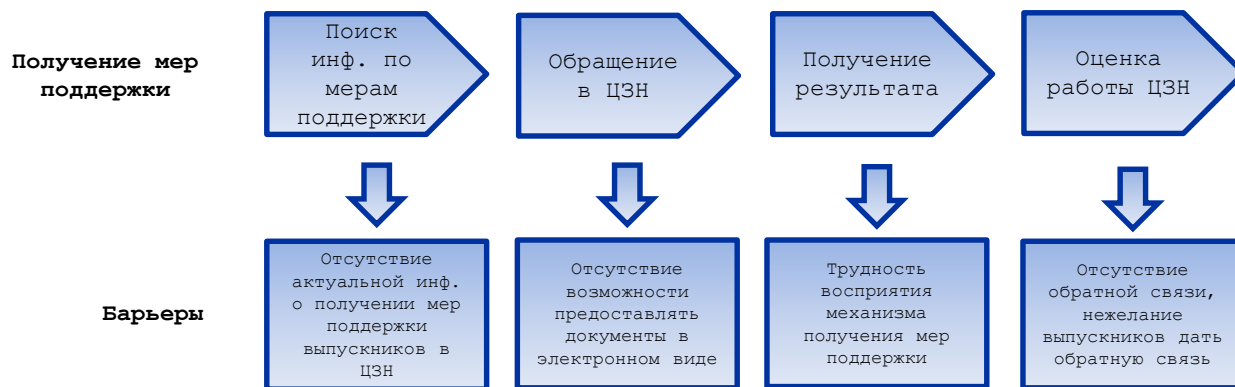 Получение мер
поддержки
Поиск
инф. по
мерам
поддержки
Обращение
в ЦЗН
Получение
результата
Оценка
работы ЦЗН
Барьеры
Отсутствие
актуальной инф.
о получении мер
поддержки
выпускников в
ЦЗН
Отсутствие
возможности
предоставлять
документы в
электронном виде
Трудность
восприятия
механизма
получения мер
поддержки
Отсутствие
обратной связи,
нежелание
выпускников дать
обратную связь